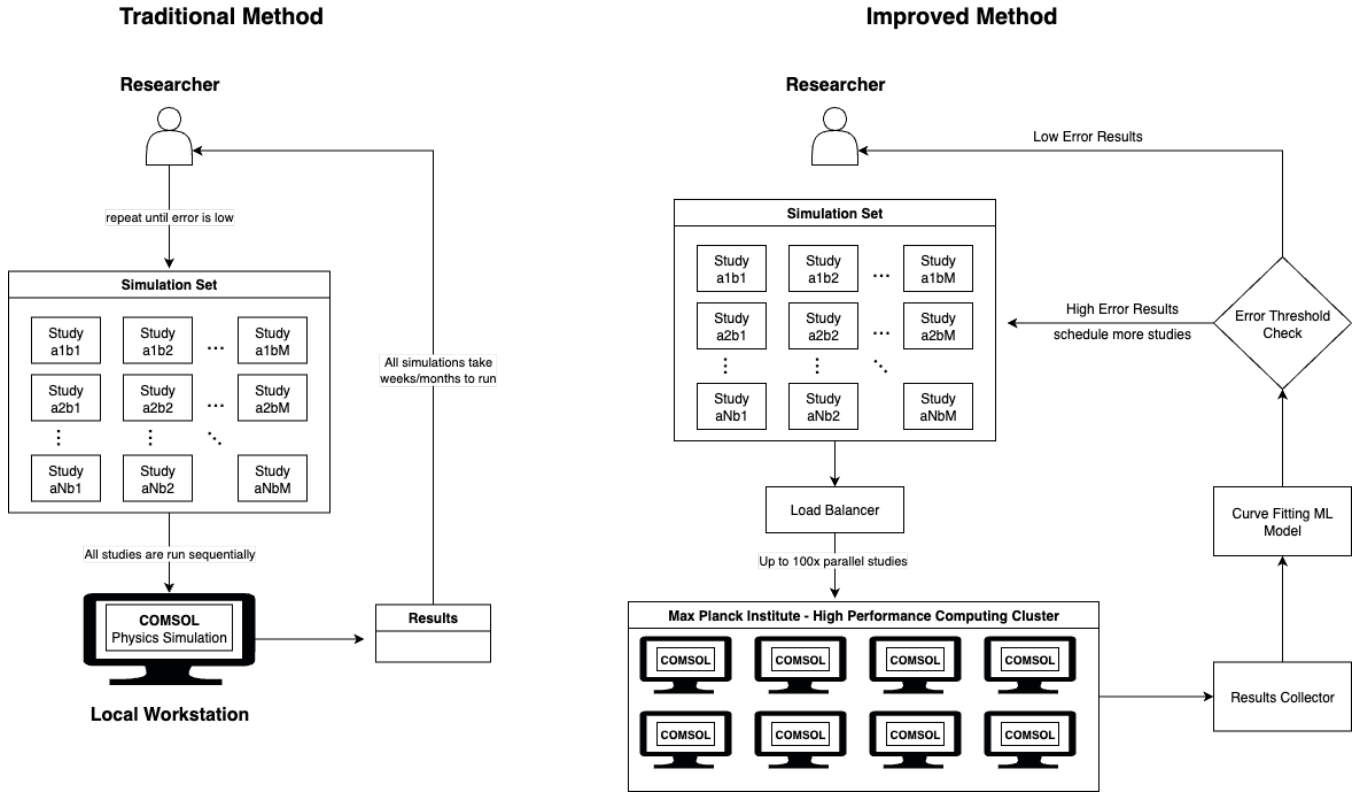 Traditional Method
Researcher
repeat until error is low
Simulation Set
Study
a1b1
Study
a1b2
...
Study
a1bM
Study
a2b1
Study
a2b2
...
Study
a2bM
Study
aNb1
Study
aNb2
Study
aNbM
All studies are run sequentially
COMSOL
Physics Simulation
Local Workstation
Results
All simulations take
weeks/months to run
Improved Method
Researcher
Low Error Results
Simulation Set
Study
a1b1
Study
a1b2
...
Study
a1bM
Study
a2b1
Study
a2b2
...
Study
a2bM
Study
aNb1
Study
aNb2
Study
aNbM
High Error Results
schedule more studies
Error Threshold
Check
Load Balancer
Up to 100x parallel studies
Max Planck Institute - High Performance Computing Cluster
COMSOL
COMSOL
COMSOL
COMSOL
COMSOL
COMSOL
COMSOL
COMSOL
Results Collector
Curve Fitting ML
Model